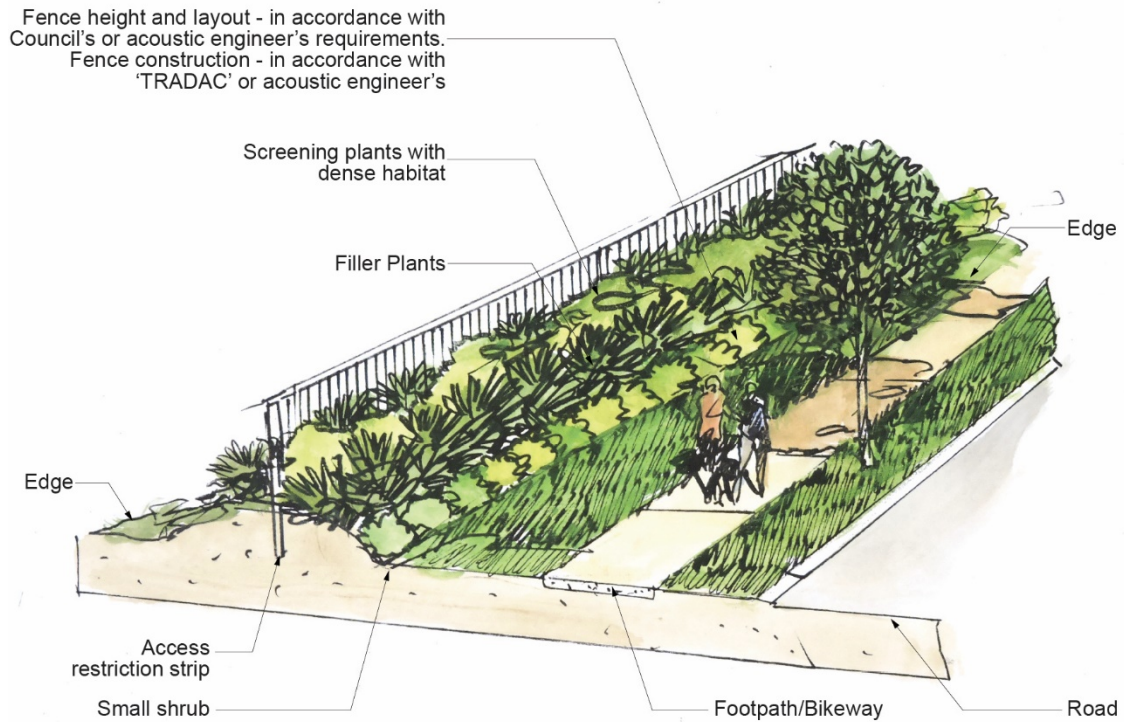 Fence height and layout - in accordance with
Council’s or acoustic engineer’s requirements.
Fence construction - in accordance with
‘TRADAC’ or acoustic engineer’s
Screening plants with
dense habitat
Edge
Filler Plants
Edge
Access
restriction strip
Small shrub
Footpath/Bikeway
Road